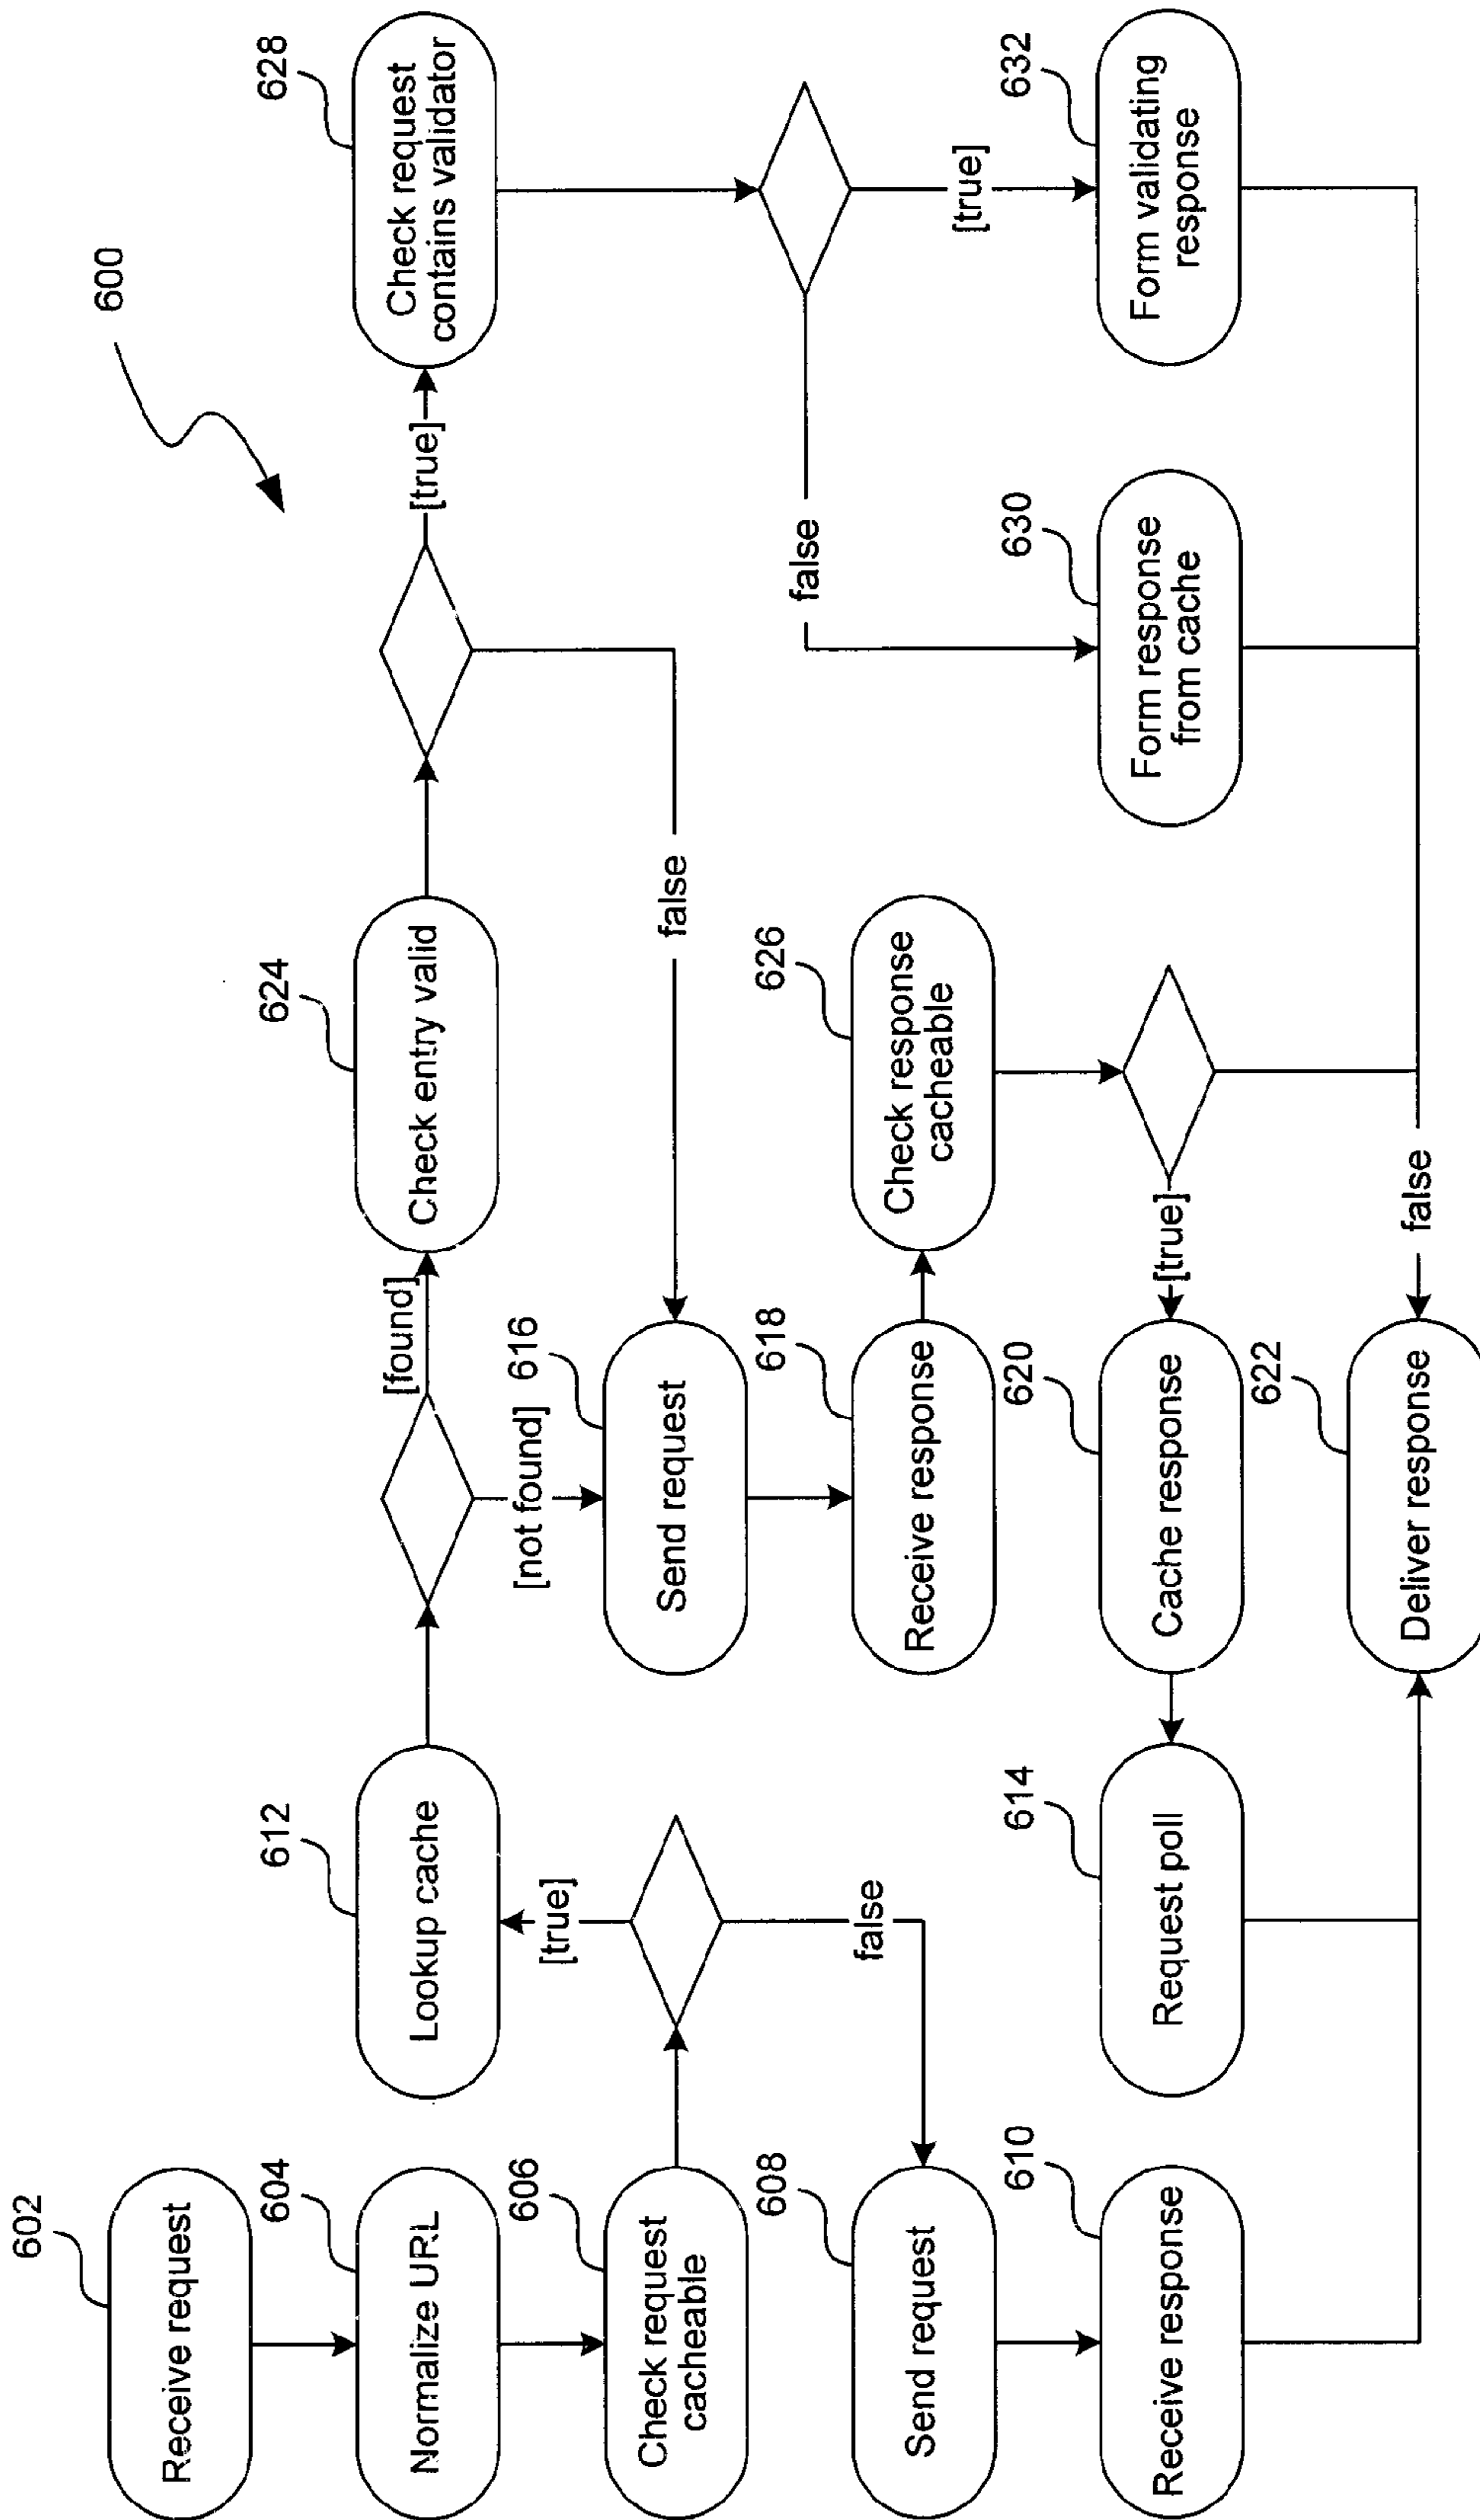 600
602
Receive request
604
Normalize URL
606
Check request
cacheable
608
Send request
610
Receive response
612
Lookup cache
[true]
false
614
Request poll
[found]
[not found]
616
Send request
618
Receive response
620
Cache response
622
Deliver response
624
Check entry valid
false
626
Check response
cacheable
[true]
false
[true]
628
Check request
contains validator
false
[true]
630
Form response
from cache
632
Form validating
response